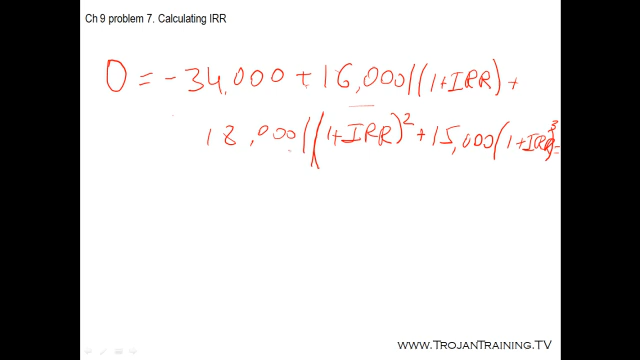 Ch 9 problem 7. Calculating IRR
0 = - 34,000 + 16,000/(1+IRR) +
18,000/(1+IRR)^2 + 15,000(1+IRR)^3 =
www.TrojanTraining.TV